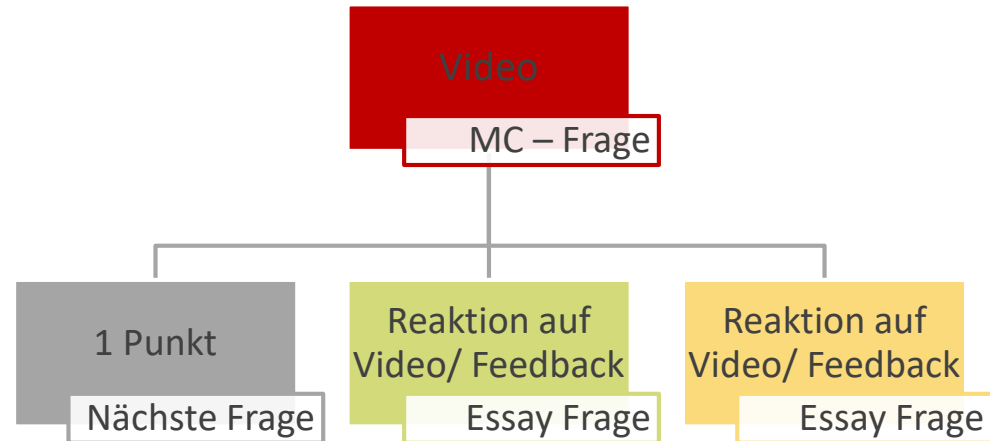 Video
MC – Frage
1 Punkt
Nächste Frage
Reaktion auf
Video/ Feedback
Essay Frage
Reaktion auf
Video/ Feedback
Essay Frage